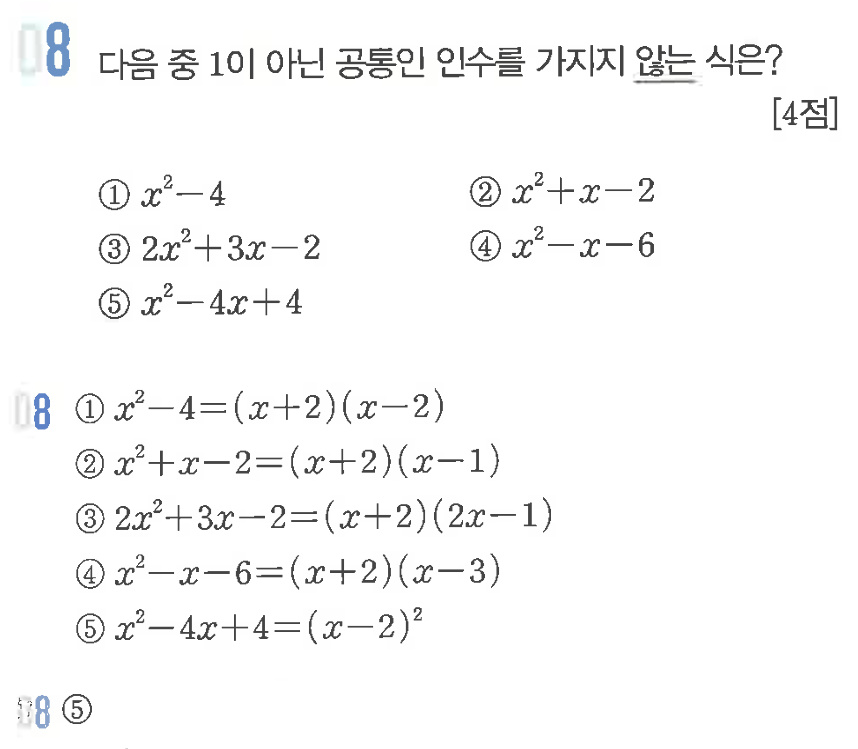 08 다음 중 1이 아닌 공통인 인수를 가지지 않는 식은?
[4점]
① x²-4 ② x²+x-2
③ 2x²+3x-2 ④ x²-x-6
⑤ x²-4x+4
08 ① x²-4=(x+2)(x-2)
② x²+x-2=(x+2)(x-1)
③ 2x²+3x-2=(x+2)(2x-1)
④ x²-x-6=(x+2)(x-3)
⑤ x²-4x+4=(x-2)²
08 ⑤